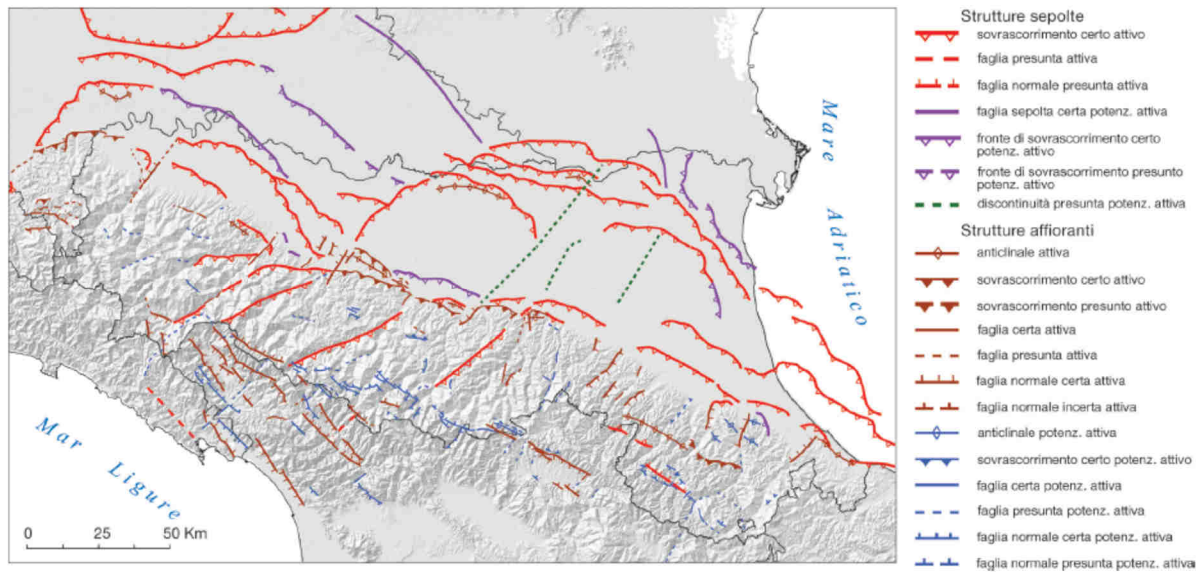 Strutture sepolte
sovrascorrimento certo attivo
faglia presunta attiva
faglia normale presunta attiva
faglia sepolta certa potenz. attiva
fronte di sovrascorrimento certo
potenz. attivo
fronte di sovrascorrimento presunto
potenz. attivo
discontinuità presunta potenz. attiva
Strutture affioranti
anticlinale attiva
sovrascorrimento certo attivo
sovrascorrimento presunto attivo
faglia certa attiva
faglia presunta attiva
faglia normale certa attiva
faglia normale incerta attiva
anticlinale potenz. attiva
sovrascorrimento certo potenz. attivo
faglia certa potenz. attiva
faglia presunta potenz. attiva
faglia normale certa potenz. attiva
faglia normale presunta potenz. attiva
Mare Adriatico
Mar Ligure
0 25 50 Km